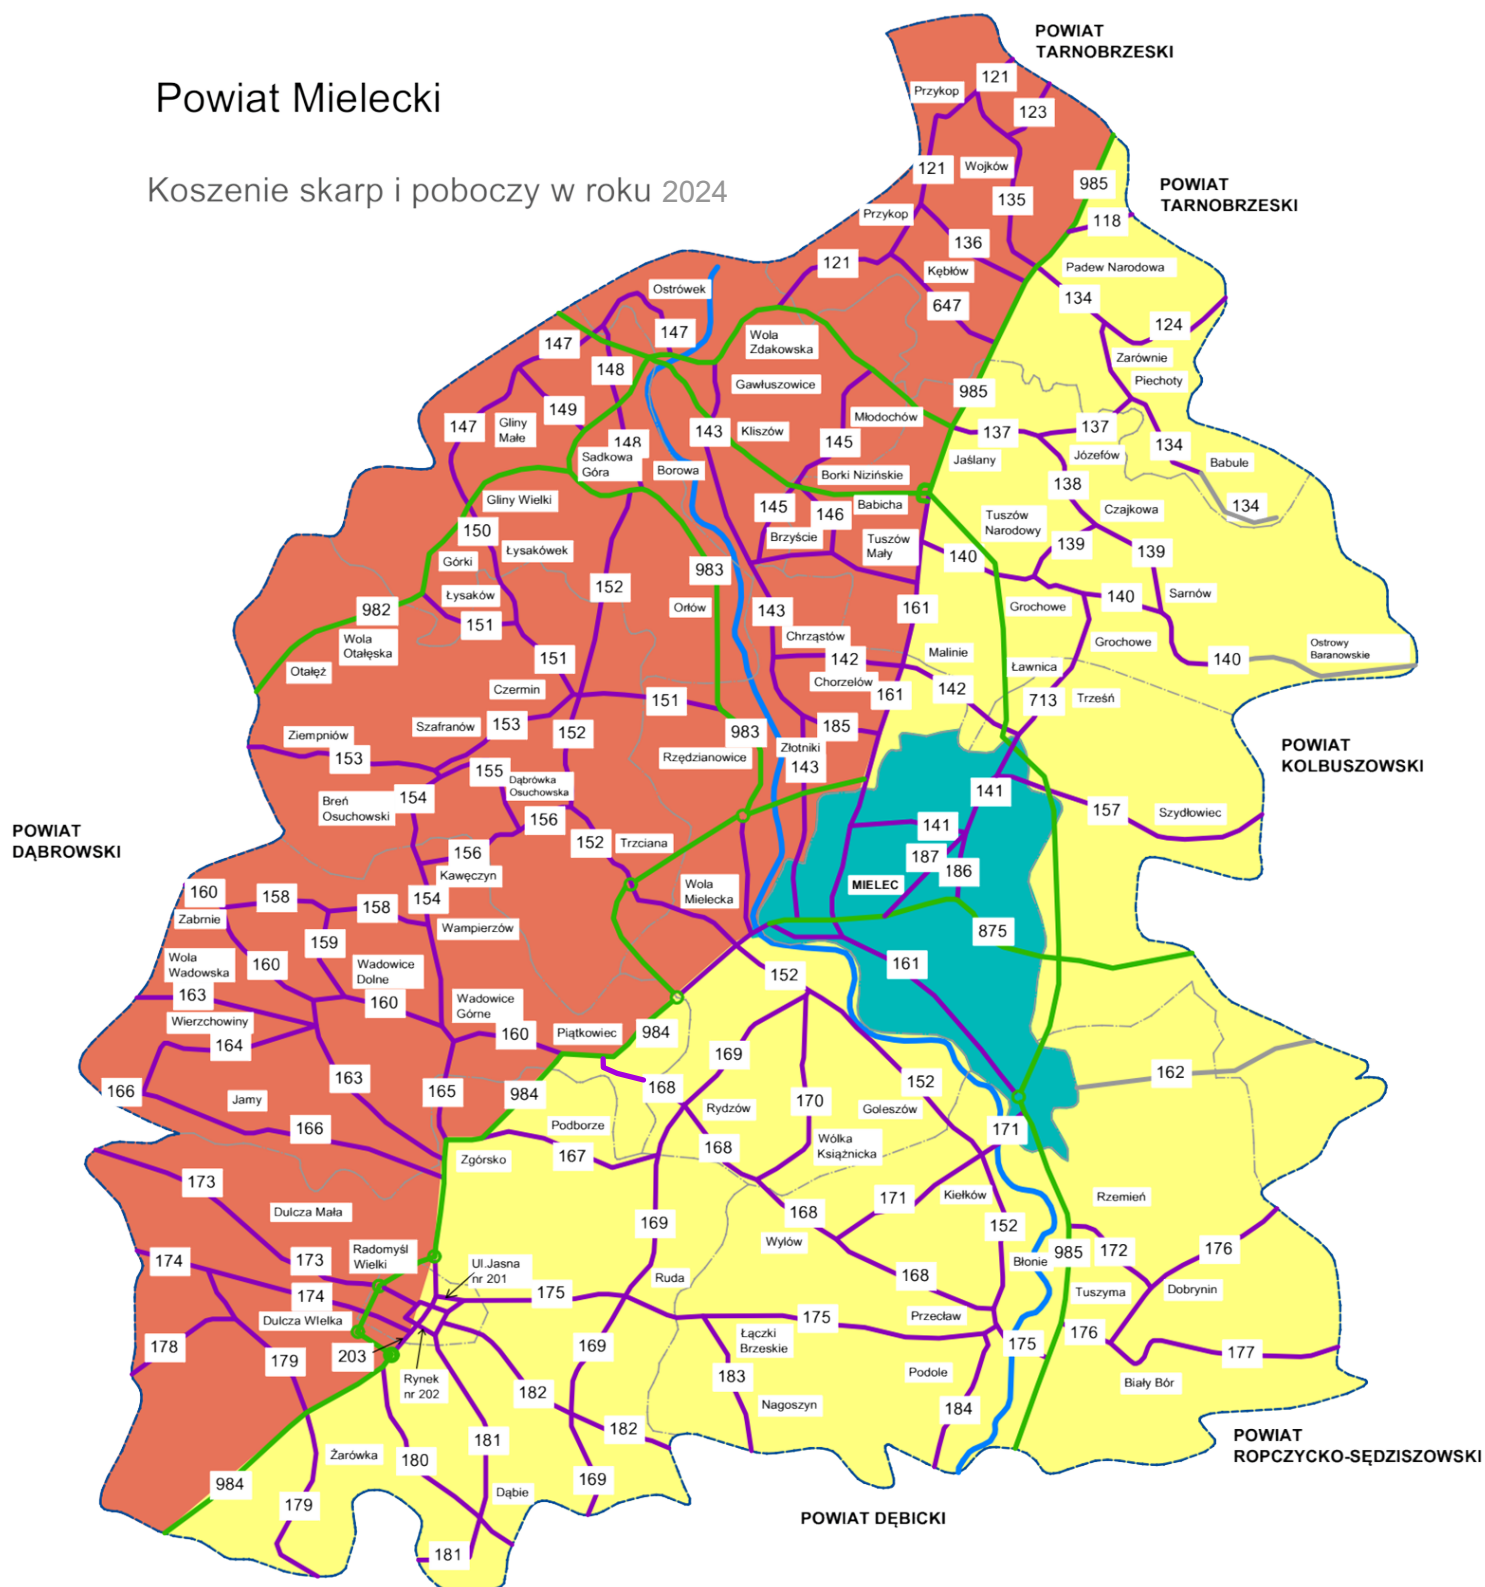 POWIAT
TARNOBRZESKI
121
Przykop
Powiat Mielecki
123
121
Wojków
985
POWIAT
TARNOBRZESKI
Koszenie skarp i poboczy w roku 2024
135
Przykop
118
136
121
Kębłów
Padew Narodowa
Ostrówek
134
647
124
147
147
Wola
Zdakowska
Zarównie
148
Gawłuszowice
Piechoty
985
149
Młodochów
147
Gliny
Małe
143
Kliszów
145
137
137
148
134
Sadkowa
Góra
Borowa
Borki Nizińskie
Jaślany
Józefów
Babule
138
Gliny Wielki
145
Babicha
134
146
Tuszów
Narodowy
Czajkowa
150
Brzyście
Tuszów
Mały
139
139
Łysakówek
Górki
140
983
152
Łysaków
Orłów
Sarnów
982
161
Grochowe
140
143
151
Wola
Otałęska
Chrząstów
Grochowe
Ostrowy
Baranowskie
142
Malinie
140
151
Otałęż
Ławnica
Czermin
Chorzelów
161
142
713
Trześń
151
153
Szafranów
185
983
Ziempniów
152
Złotniki
POWIAT
KOLBUSZOWSKI
153
Rzędzianowice
143
155
Dąbrówka
Osuchowska
154
141
Breń
Osuchowski
157
Szydłowiec
POWIAT
DĄBROWSKI
156
141
152
Trzciana
156
187
Kawęczyn
186
MIELEC
160
158
154
Wola
Mielecka
Zabrnie
158
Wampierzów
875
159
Wola
Wadowska
160
Wadowice
Dolne
161
152
163
160
Wadowice
Górne
Wierzchowiny
160
Piątkowiec
984
164
169
163
162
166
165
984
168
152
Jamy
170
Rydzów
Goleszów
166
Podborze
171
Wólka
Książnicka
168
167
Zgórsko
173
Kiełków
Rzemień
171
Dulcza Mała
168
169
152
Wylów
985
172
176
173
Radomyśl
Wielki
174
Błonie
Ul.Jasna
nr 201
Ruda
168
174
175
Tuszyma
Dobrynin
Dulcza WIelka
175
Przecław
178
Łączki
Brzeskie
176
169
175
203
179
177
183
Podole
Rynek
nr 202
Biały Bór
182
Nagoszyn
184
182
181
POWIAT
ROPCZYCKO-SĘDZISZOWSKI
Żarówka
180
984
169
Dąbie
179
POWIAT DĘBICKI
181